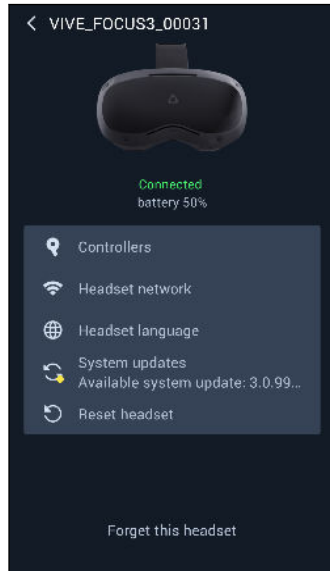 VIVE_FOCUS3_00031
Connected
battery 50%
Controllers
Headset network
Headset language
System updates
Available system update: 3.0.99...
Reset headset
Forget this headset